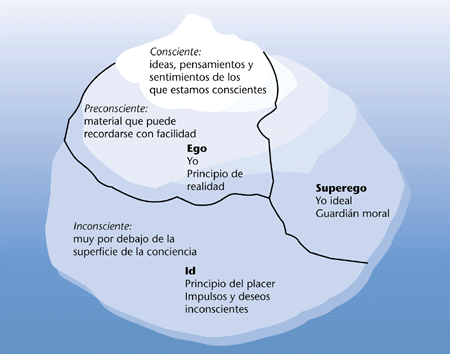 Consciente:
ideas, pensamientos y
sentimientos de los
que estamos conscientes
Preconsciente:
material que puede
recordarse con facilidad
Ego
Yo
Principio de
realidad
Superego
Yo ideal
Guardián moral
Inconsciente:
muy por debajo de la
superficie de la conciencia
Id
Principio del placer
Impulsos y deseos
inconscientes